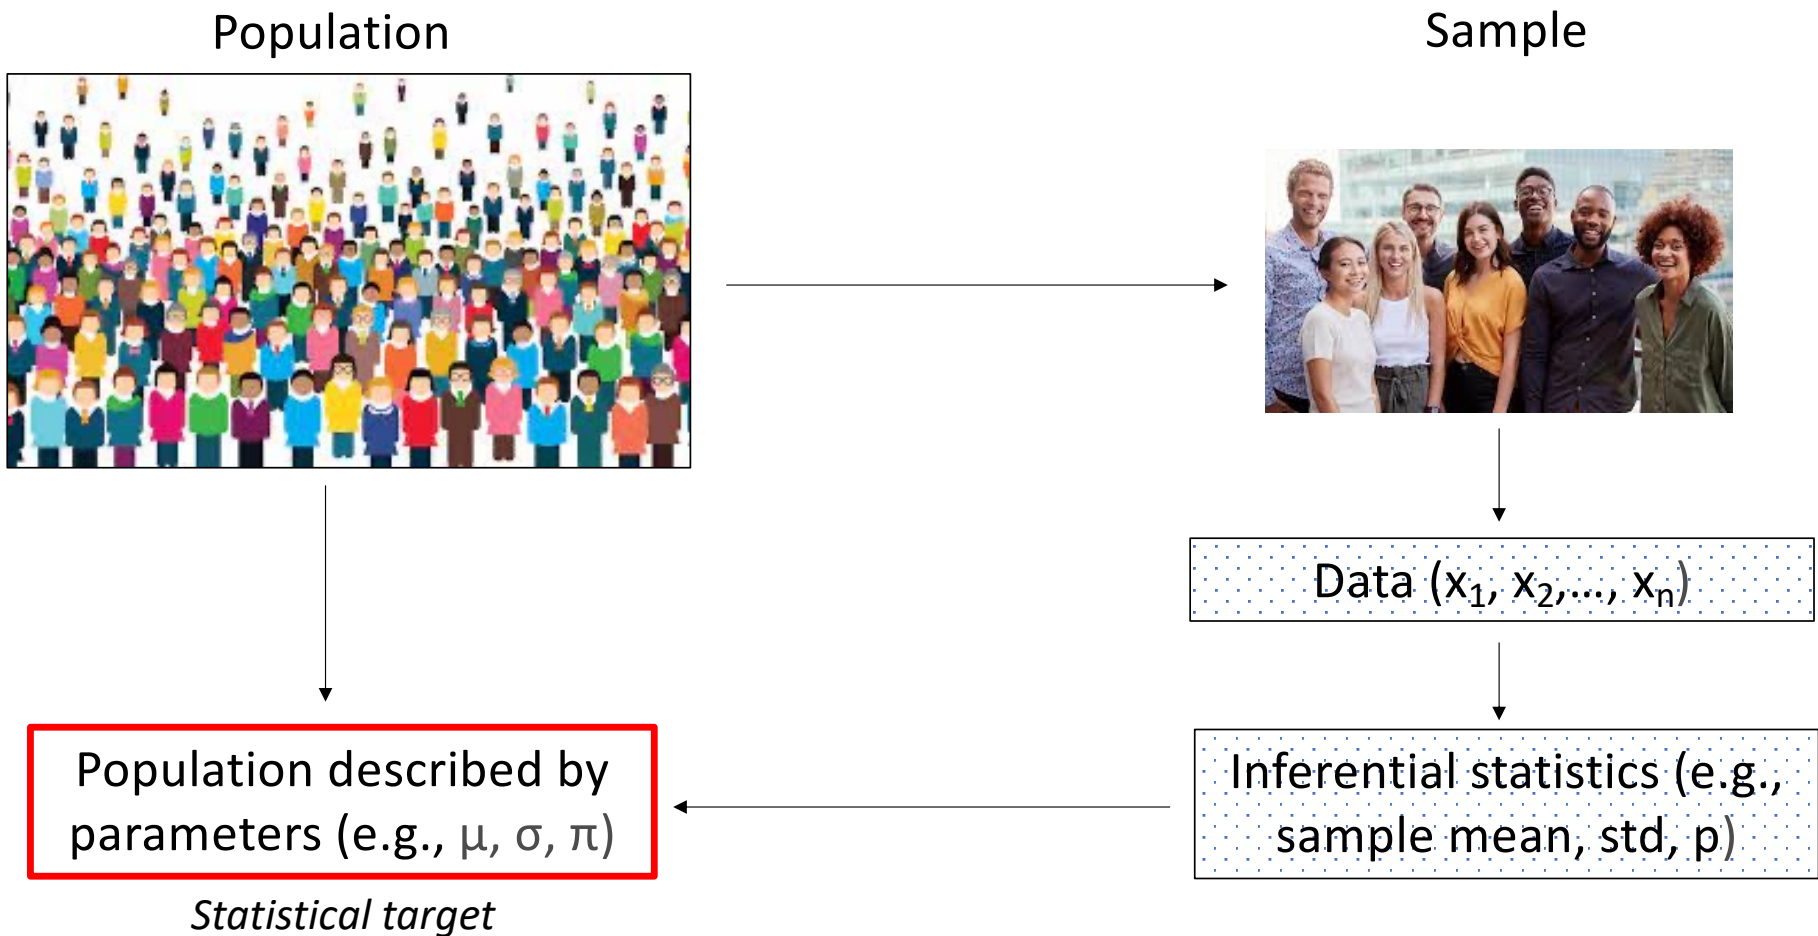 Population
Sample
Data (x₁, x₂,..., xₙ)
Population described by
parameters (e.g., μ, σ, π)
Statistical target
Inferential statistics (e.g.,
sample mean, std, p)